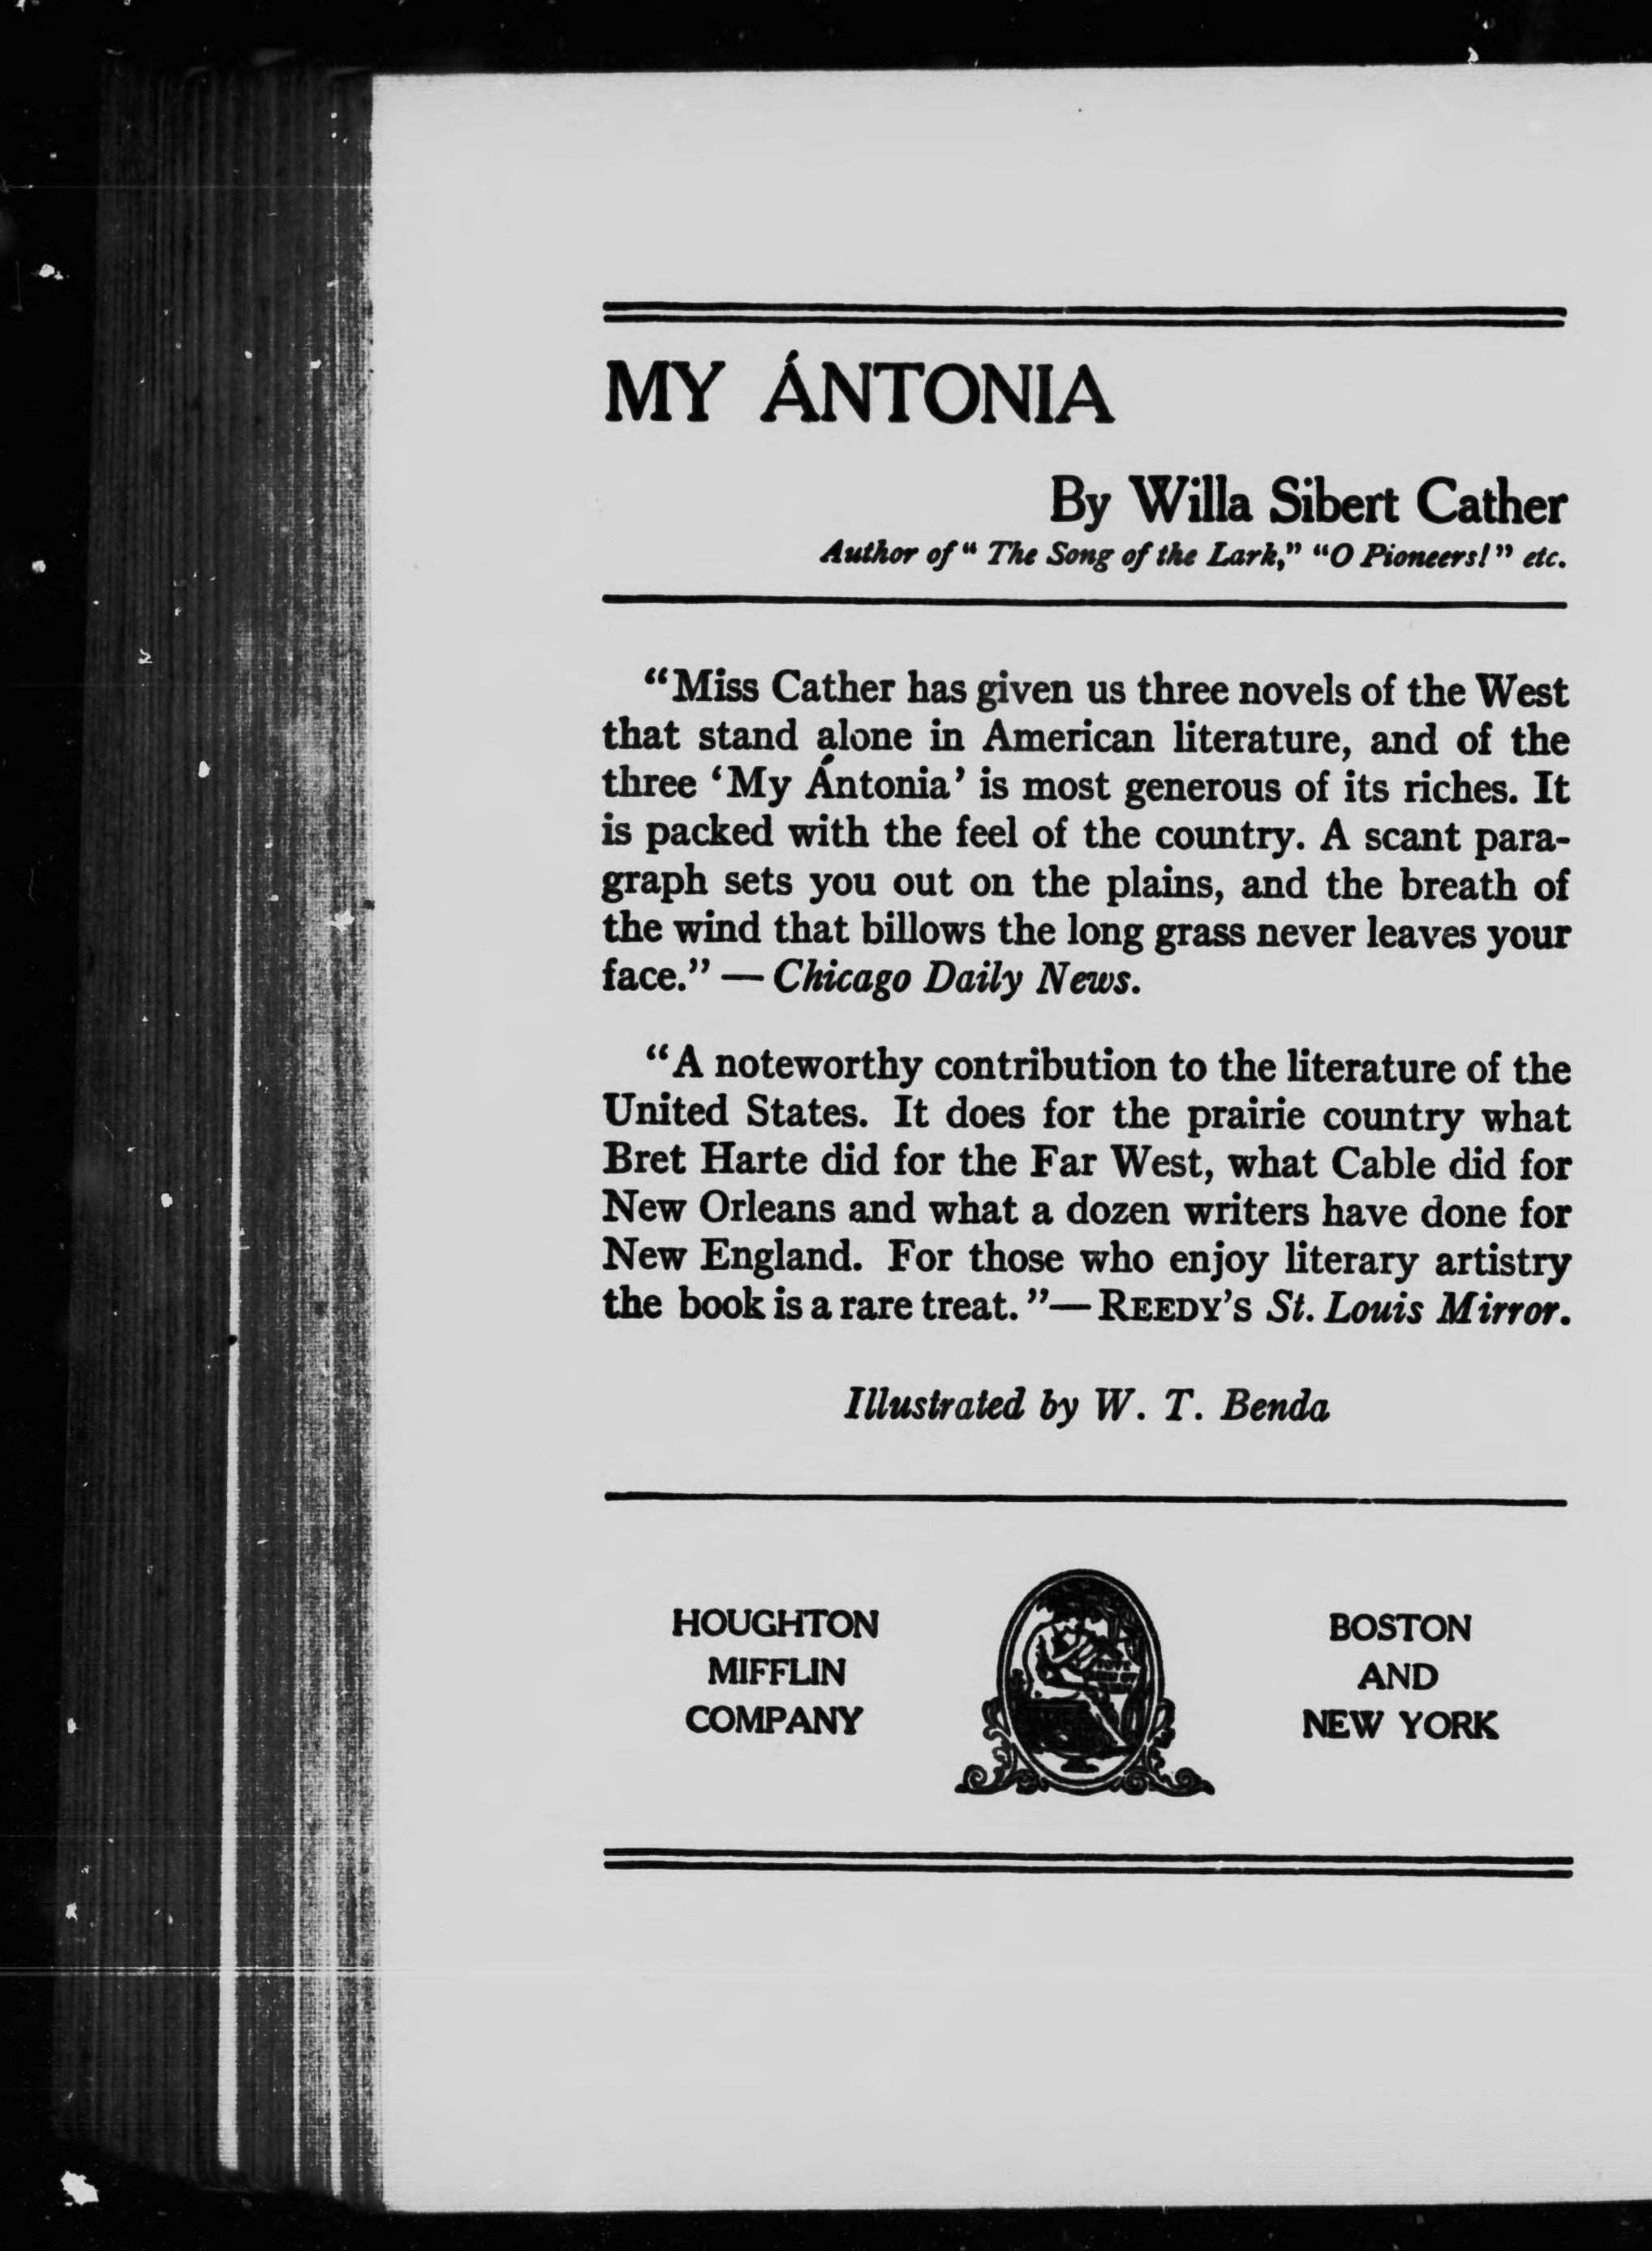 MY ÁNTONIA
By Willa Sibert Cather
Author of “ The Song of the Lark,” “O Pioneers!” etc.
“Miss Cather has given us three novels of the West
that stand alone in American literature, and of the
three ‘My Ántonia’ is most generous of its riches. It
is packed with the feel of the country. A scant para-
graph sets you out on the plains, and the breath of
the wind that billows the long grass never leaves your
face.” — Chicago Daily News.
“A noteworthy contribution to the literature of the
United States. It does for the prairie country what
Bret Harte did for the Far West, what Cable did for
New Orleans and what a dozen writers have done for
New England. For those who enjoy literary artistry
the book is a rare treat.”—REEDY’S St. Louis Mirror.
Illustrated by W. T. Benda
HOUGHTON
MIFFLIN
COMPANY
BOSTON
AND
NEW YORK